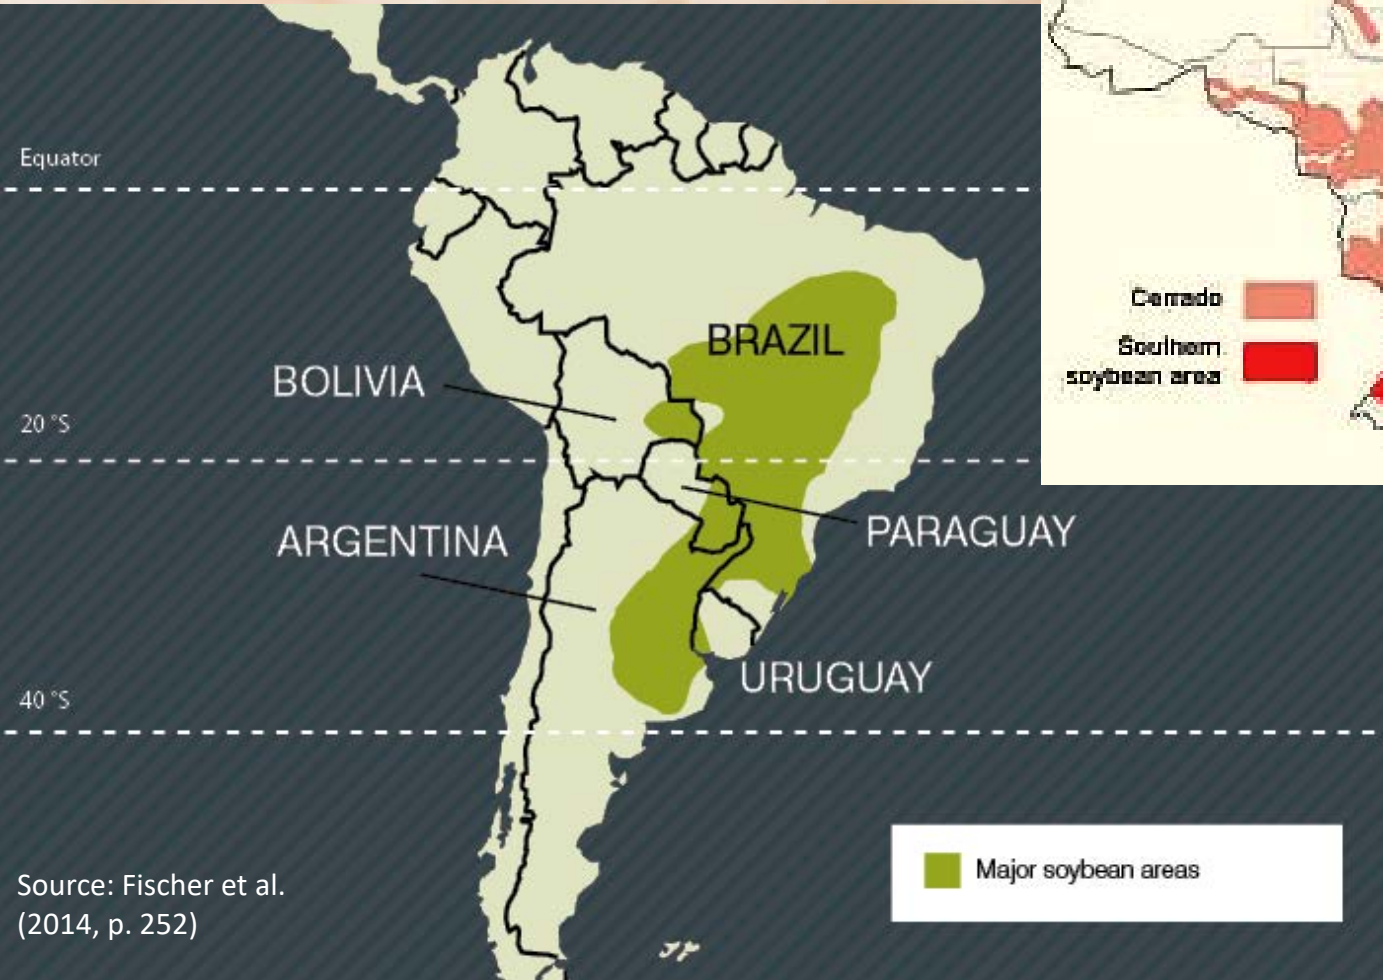 Equator
BRAZIL
BOLIVIA
20 °S
ARGENTINA
PARAGUAY
URUGUAY
40 °S
Major soybean areas
Source: Fischer et al.
(2014, p. 252)
Cerrado
Southern
soybean area